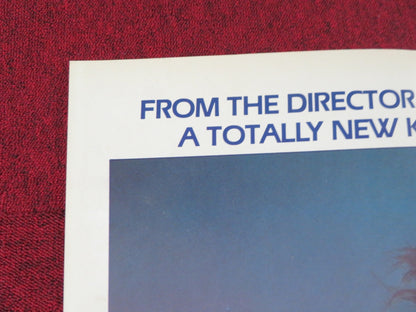 FROM THE DIRECTOR
A TOTALLY NEW K